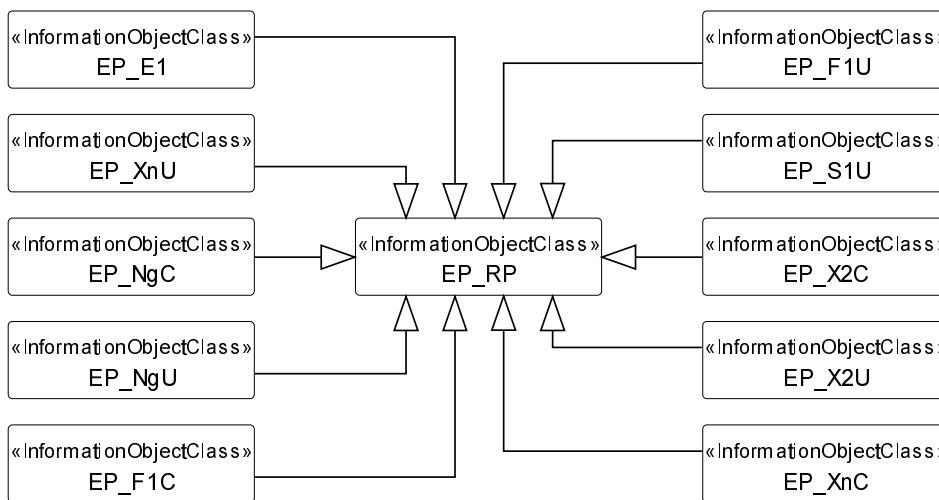 «InformationObjectClass»
EP_E1
«InformationObjectClass»
EP_XnU
«InformationObjectClass»
EP_NgC
«InformationObjectClass»
EP_NgU
«InformationObjectClass»
EP_F1C
«InformationObjectClass»
EP_RP
«InformationObjectClass»
EP_F1U
«InformationObjectClass»
EP_S1U
«InformationObjectClass»
EP_X2C
«InformationObjectClass»
EP_X2U
«InformationObjectClass»
EP_XnC